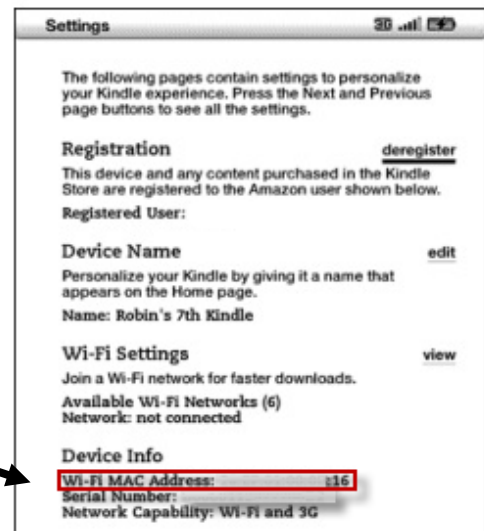 Settings 3G
The following pages contain settings to personalize
your Kindle experience. Press the Next and Previous
page buttons to see all the settings.
Registration deregister
This device and any content purchased in the Kindle
Store are registered to the Amazon user shown below.
Registered User:
Device Name edit
Personalize your Kindle by giving it a name that
appears on the Home page.
Name: Robin's 7th Kindle
Wi-Fi Settings view
Join a Wi-Fi network for faster downloads.
Available Wi-Fi Networks (6)
Network: not connected
Device Info
Wi-Fi MAC Address: :16
Serial Number:
Network Capability: Wi-Fi and 3G